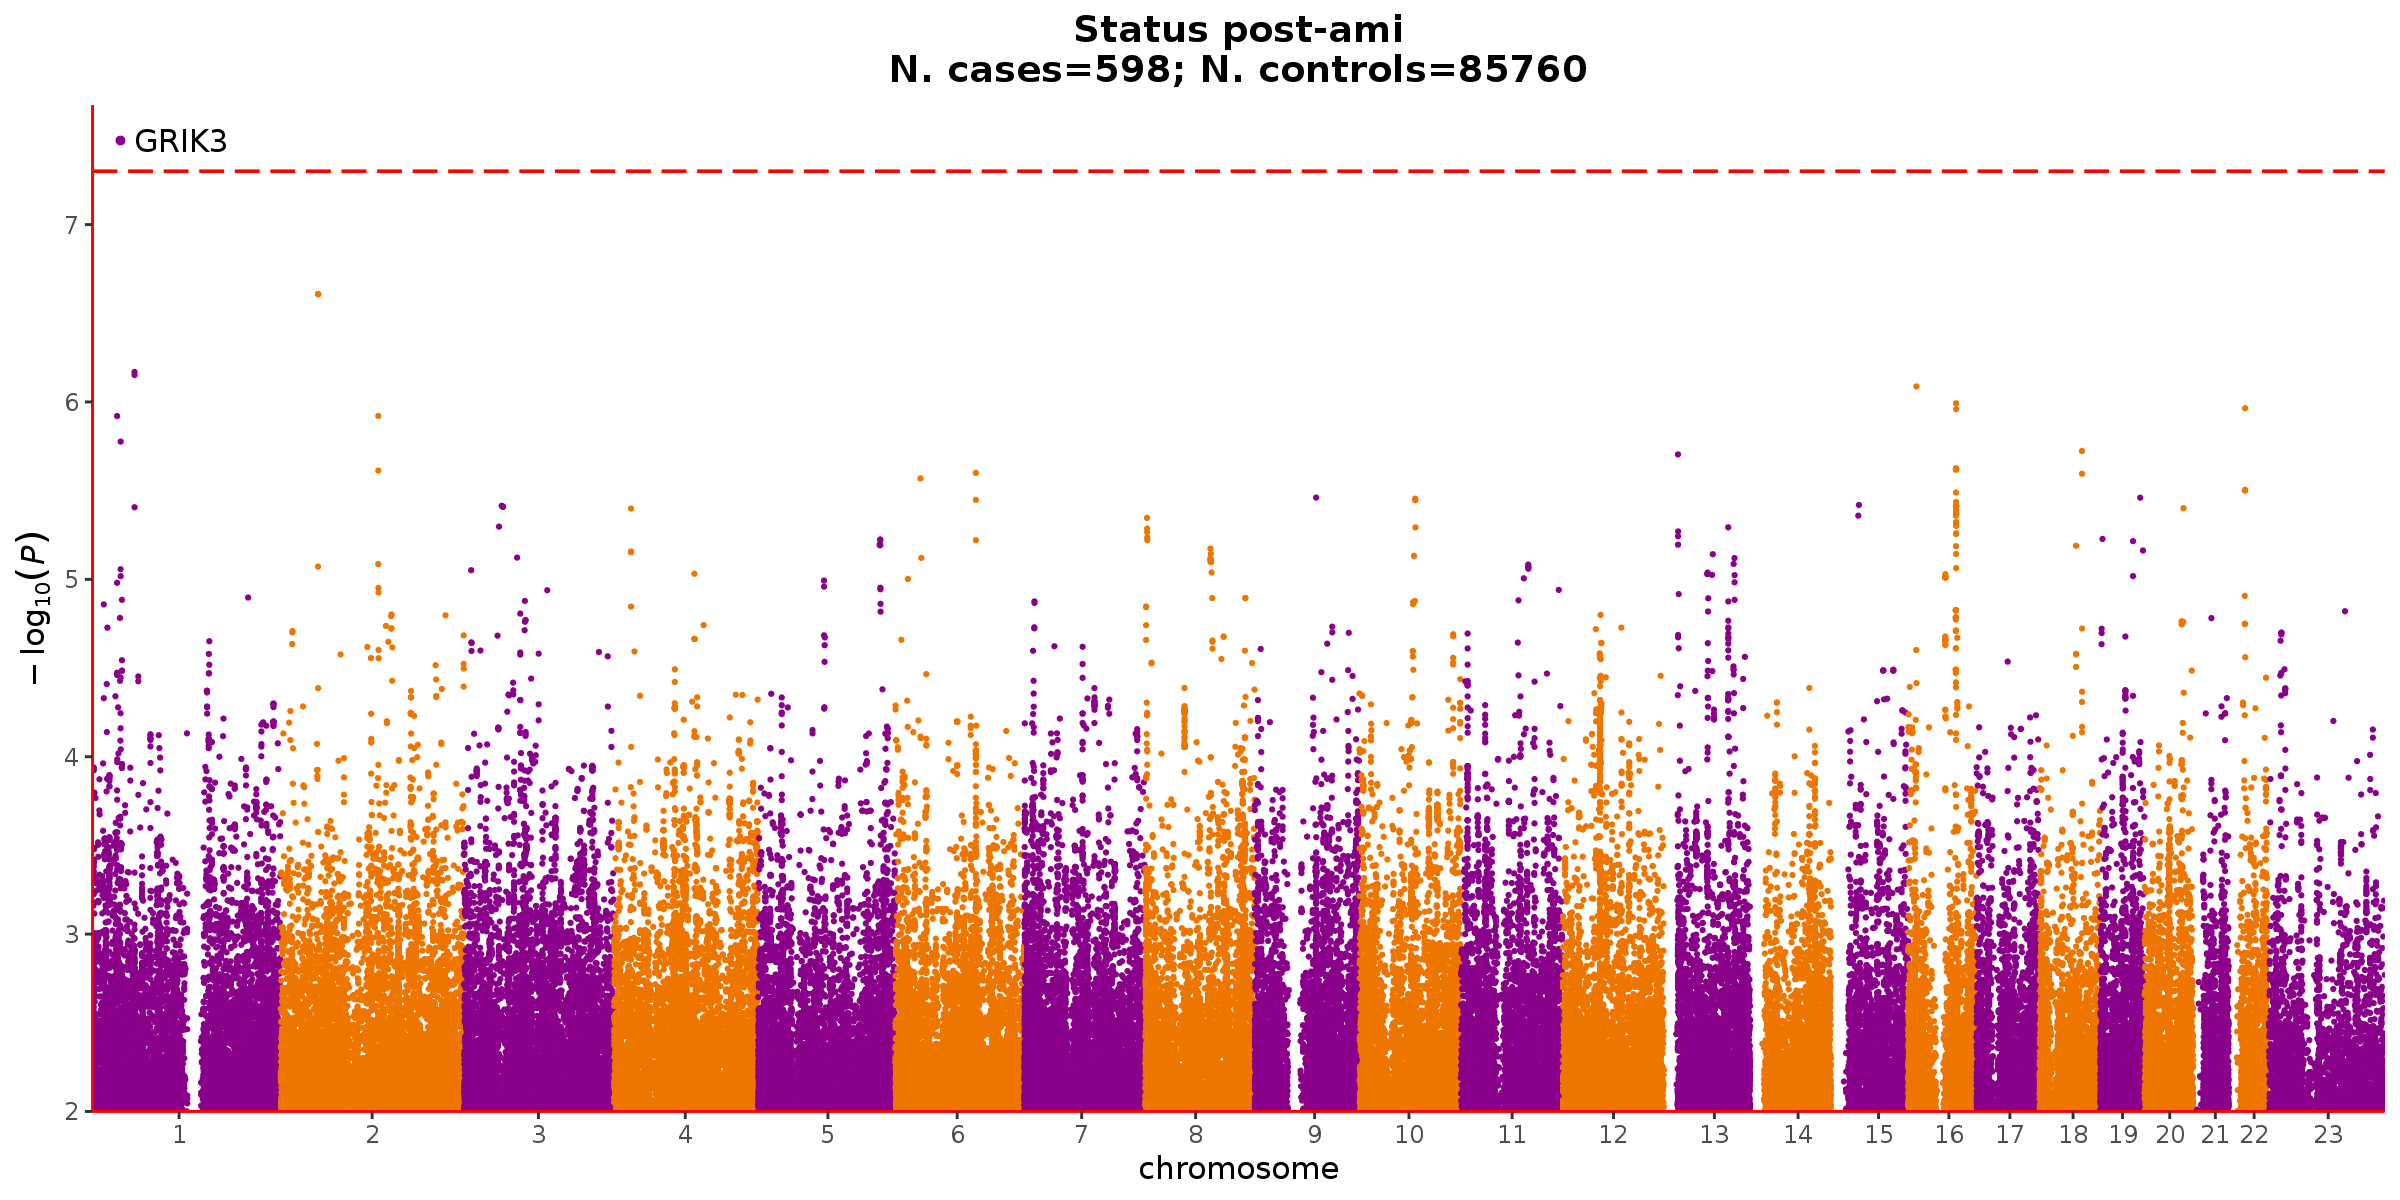 Status post-ami
N. cases=598; N. controls=85760
GRIK3
7
6
5
4
3
2
−log₁₀(P)
1 2 3 4 5 6 7 8 9 10 11 12 13 14 15 16 17 18 19 20 21 22 23
chromosome